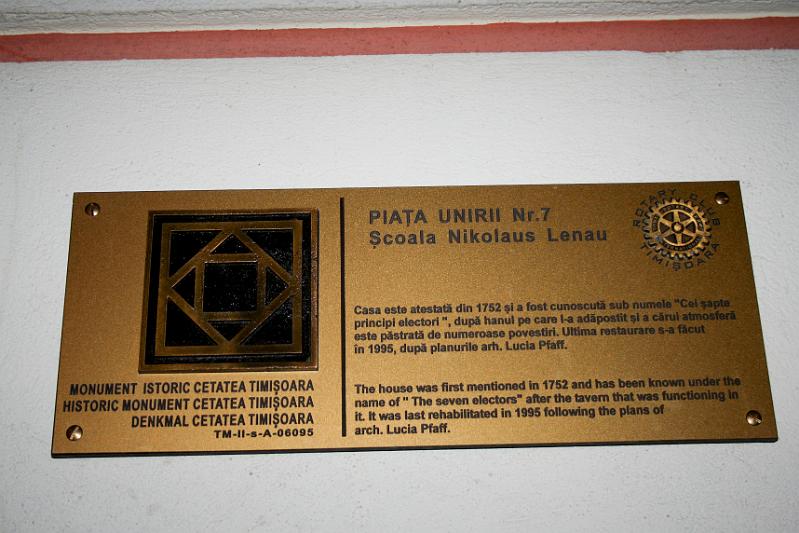 MONUMENT ISTORIC CETATEA TIMIȘOARA
HISTORIC MONUMENT CETATEA TIMIȘOARA
DENKMAL CETATEA TIMIȘOARA
TM-II-s-A-06095
PIAȚA UNIRII Nr.7
Școala Nikolaus Lenau
ROTARY CLUB
TIMIȘOARA
Casa este atestată din 1752 și a fost cunoscută sub numele "Cei șapte
principi electori ", după hanul pe care l-a adăpostit și a cărui atmosferă
este păstrată de numeroase povestiri. Ultima restaurare s-a făcut
în 1995, după planurile arh. Lucia Pfaff.
The house was first mentioned in 1752 and has been known under the
name of " The seven electors" after the tavern that was functioning in
it. It was last rehabilitated in 1995 following the plans of
arch. Lucia Pfaff.